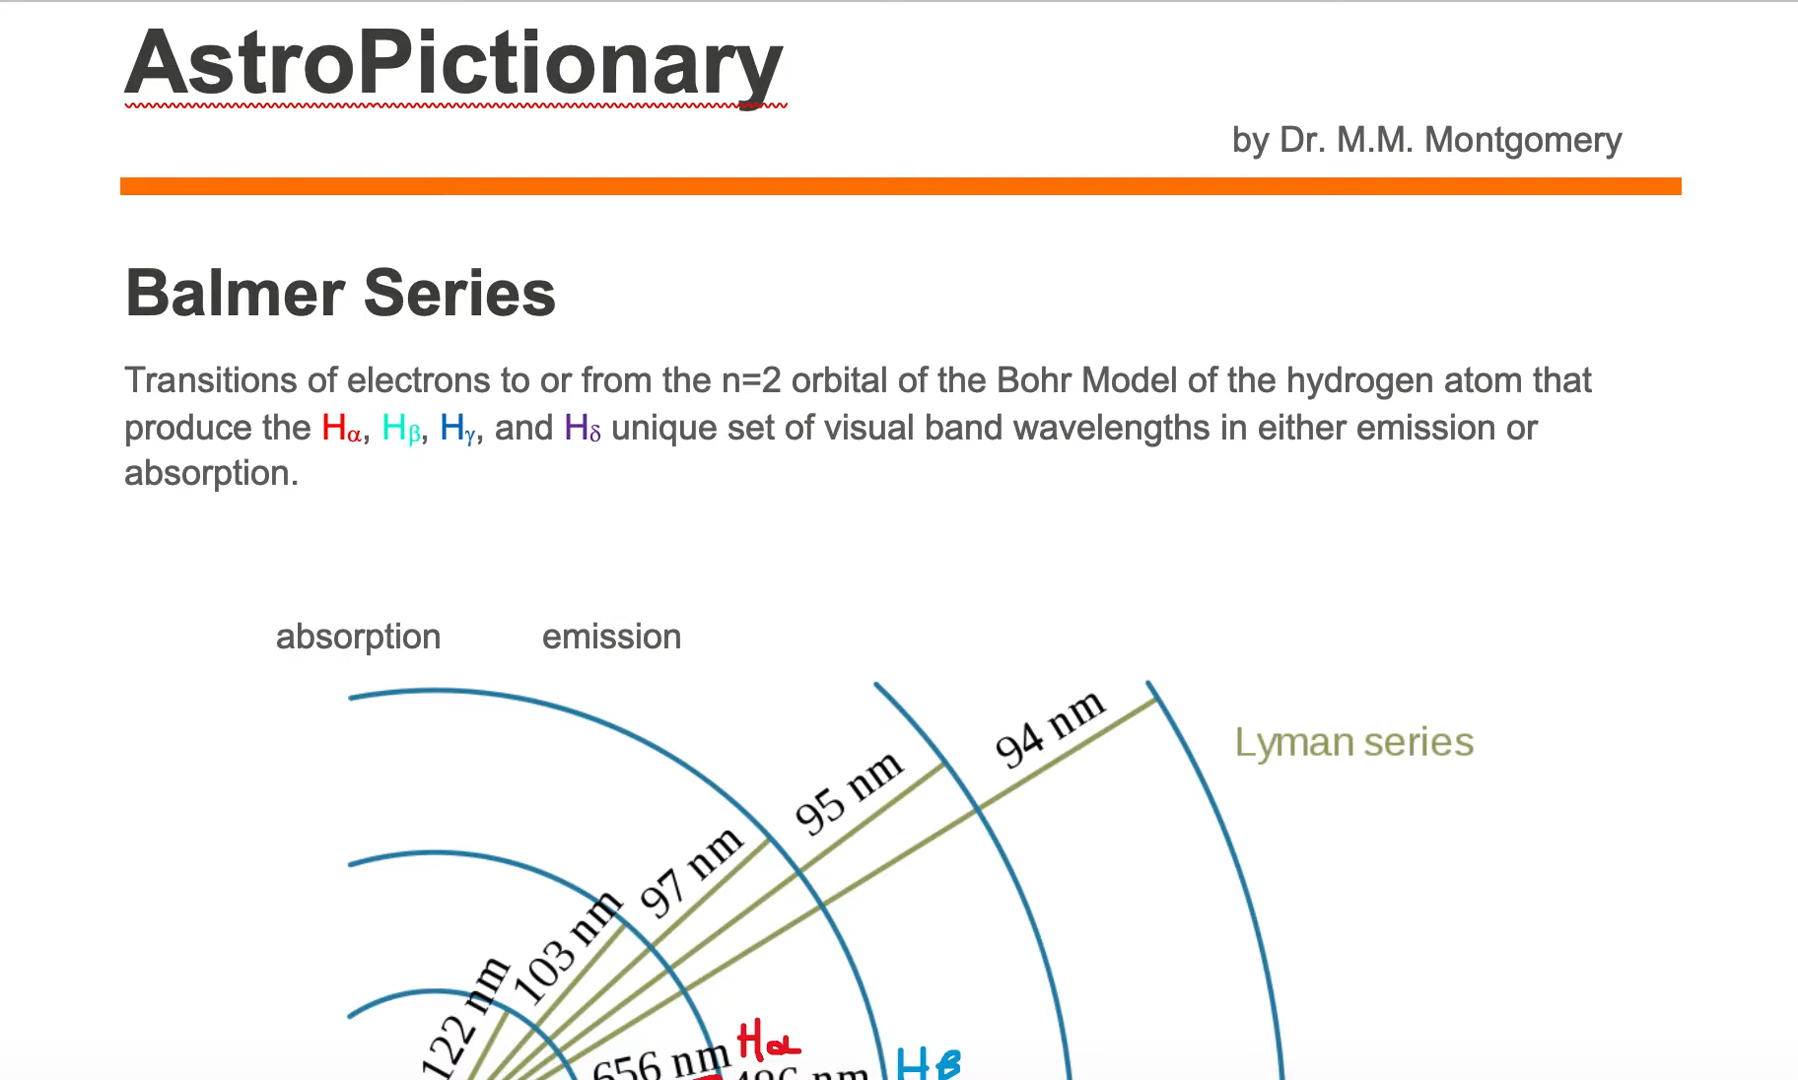 AstroPictionary
by Dr. M.M. Montgomery
Balmer Series
Transitions of electrons to or from the n=2 orbital of the Bohr Model of the hydrogen atom that
produce the Hα, Hβ, Hγ, and Hδ unique set of visual band wavelengths in either emission or
absorption.
absorption emission
94 nm
Lyman series
95 nm
97 nm
103 nm
122 nm
656 nm Hα
486 nm Hβ